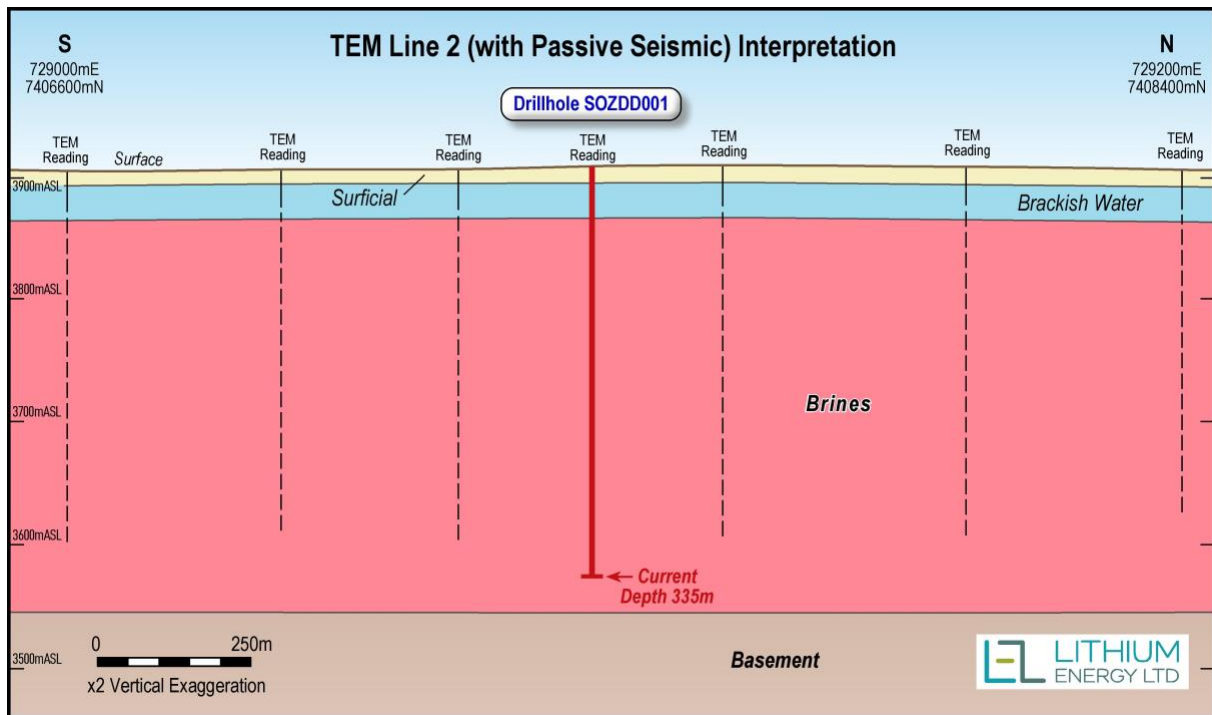 S
TEM Line 2 (with Passive Seismic) Interpretation
N
729000mE
7406600mN
729200mE
7408400mN
Drillhole SOZDD001
TEM
Reading
Surface
TEM
Reading
TEM
Reading
TEM
Reading
TEM
Reading
TEM
Reading
TEM
Reading
3900mASL
Surficial
Brackish Water
3800mASL
3700mASL
Brines
3600mASL
Current
Depth 335m
0 250m
x2 Vertical Exaggeration
3500mASL
Basement
LITHIUM
ENERGY LTD